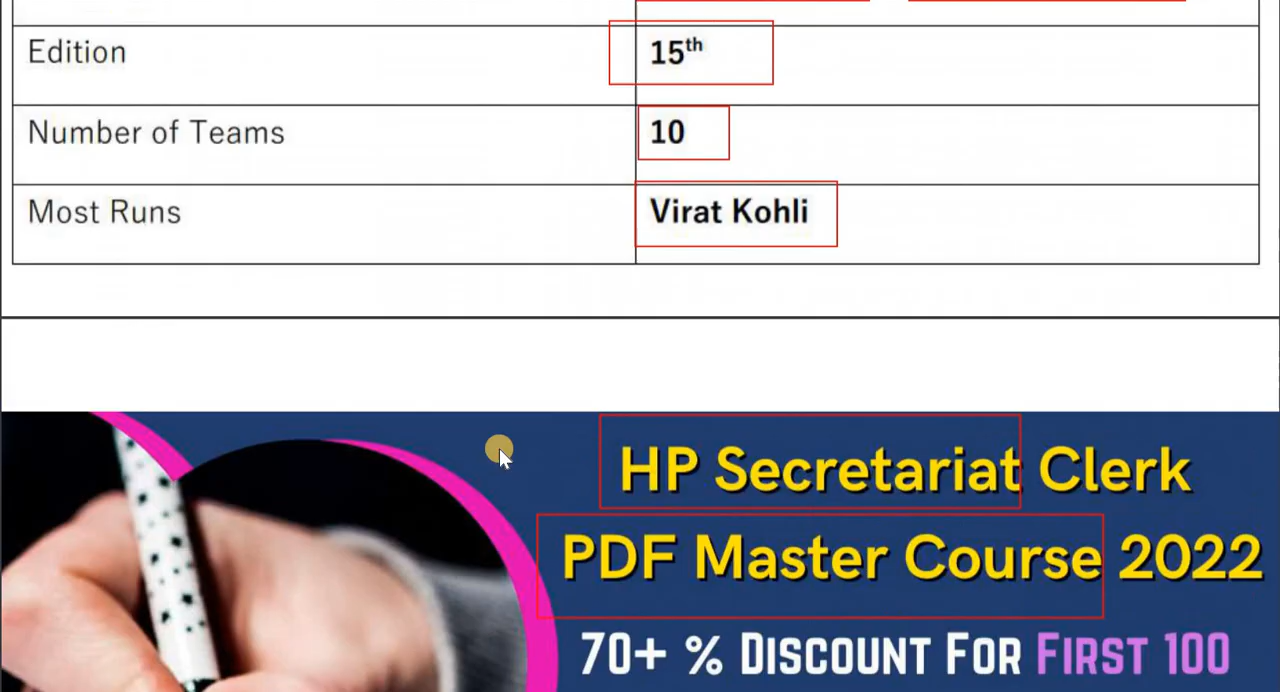 Edition 15th
Number of Teams 10
Most Runs Virat Kohli
HP Secretariat Clerk
PDF Master Course 2022
70+ % DISCOUNT FOR FIRST 100